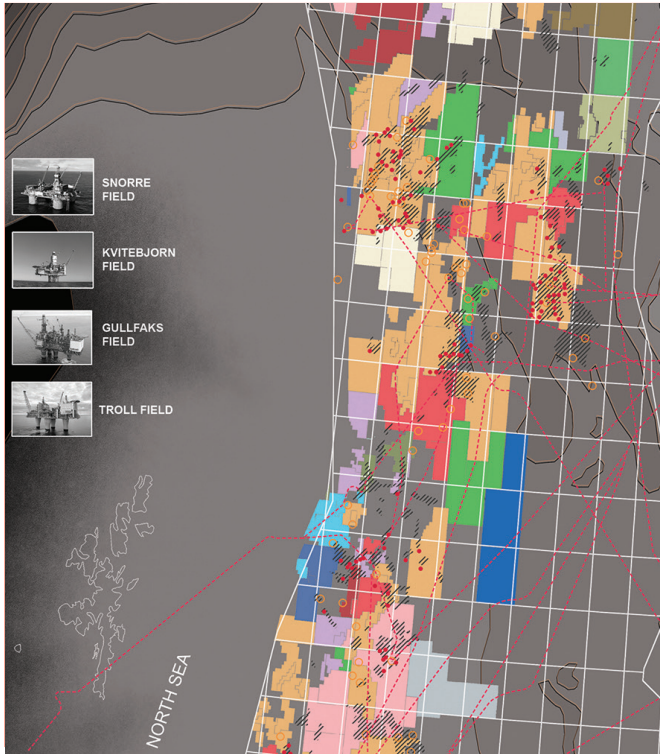 SNORRE
FIELD
KVITEBJORN
FIELD
GULLFAKS
FIELD
TROLL FIELD
NORTH SEA